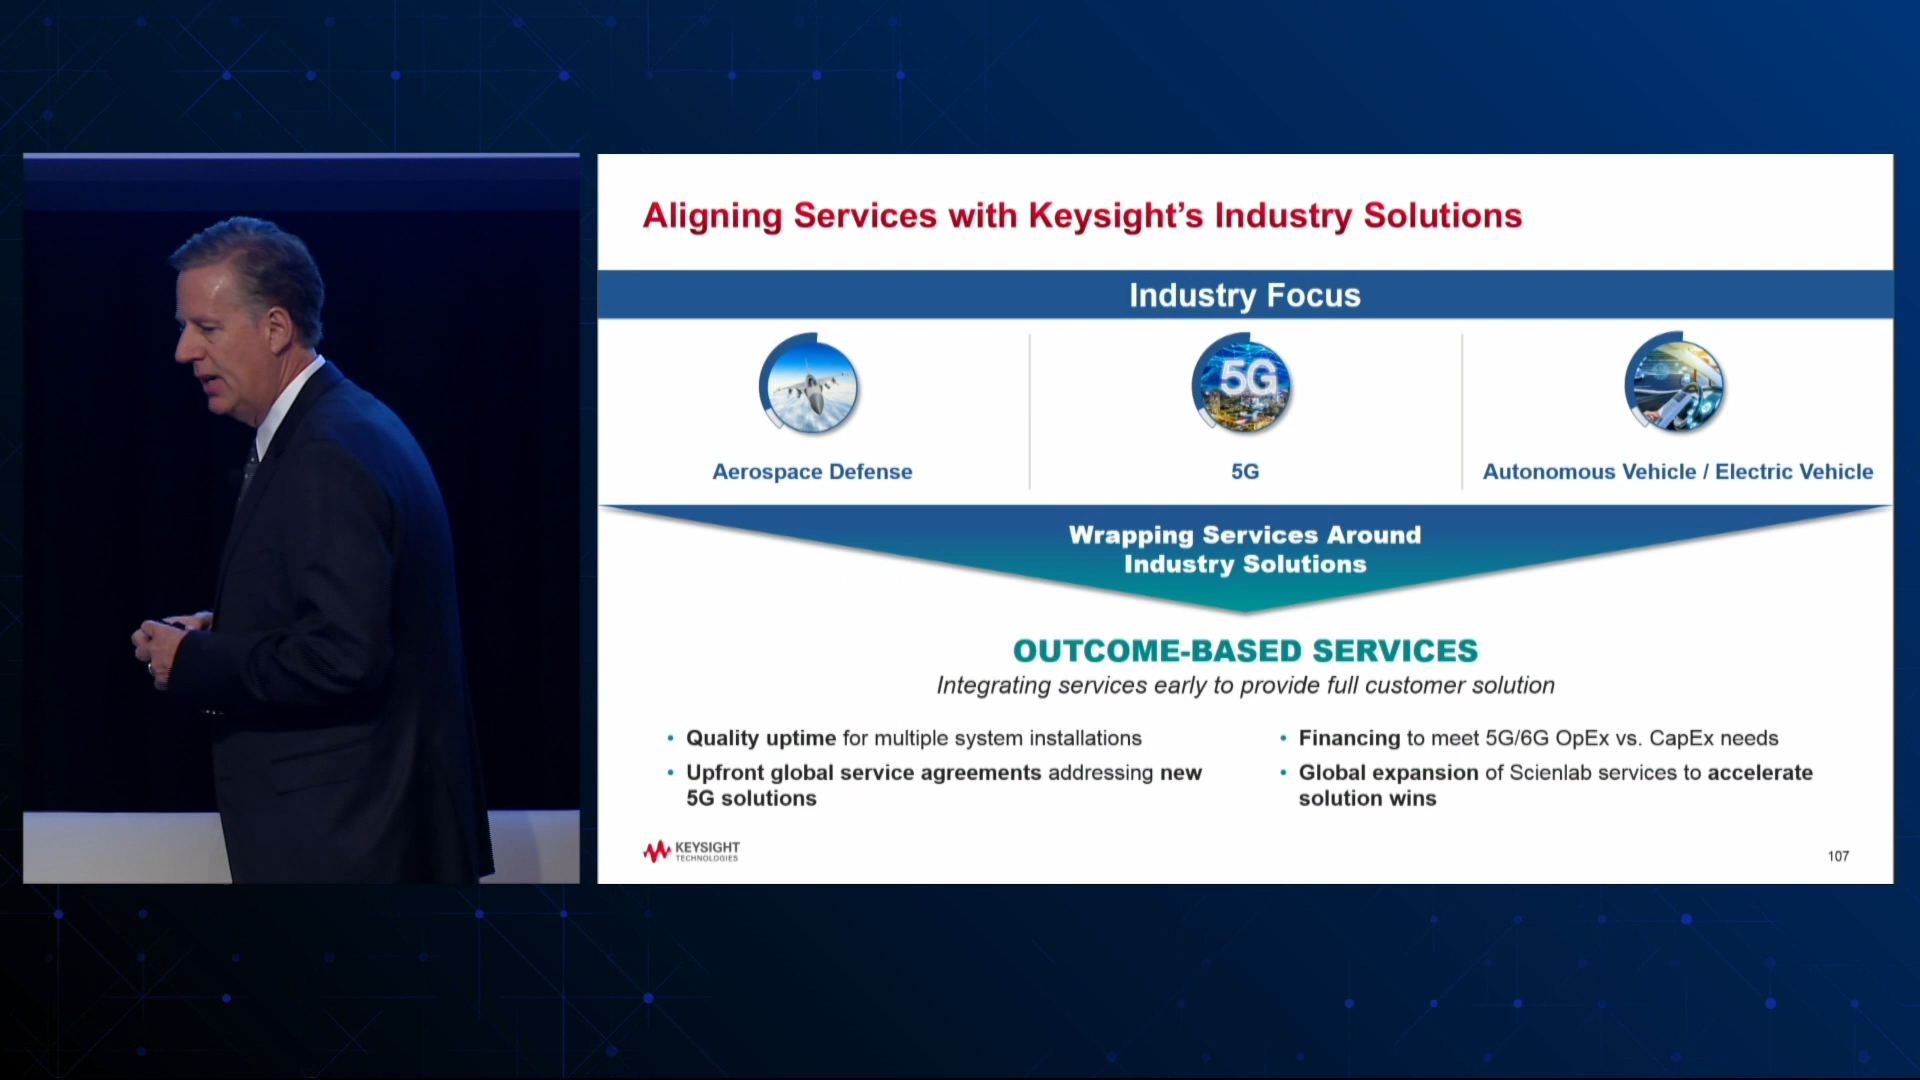 Aligning Services with Keysight’s Industry Solutions
Industry Focus
5G
Aerospace Defense
5G
Autonomous Vehicle / Electric Vehicle
Wrapping Services Around
Industry Solutions
OUTCOME-BASED SERVICES
Integrating services early to provide full customer solution
• Quality uptime for multiple system installations
• Upfront global service agreements addressing new
5G solutions
• Financing to meet 5G/6G OpEx vs. CapEx needs
• Global expansion of Scienlab services to accelerate
solution wins
KEYSIGHT
TECHNOLOGIES
107